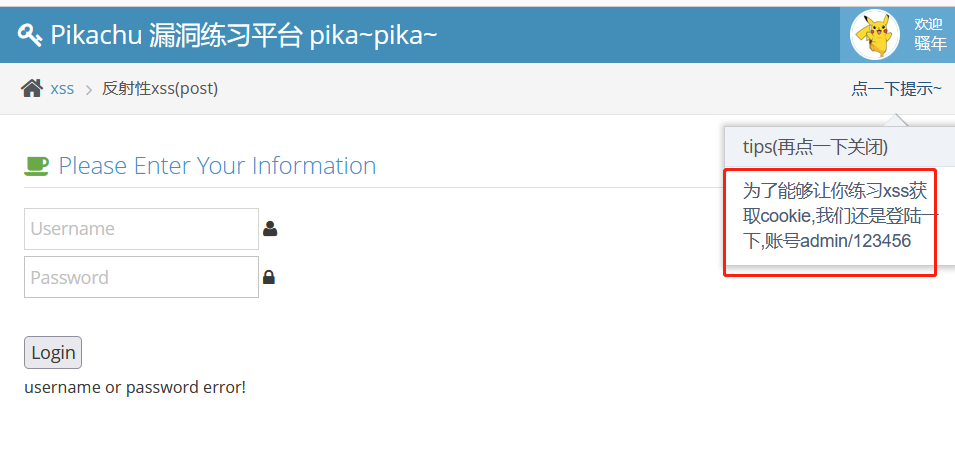 Pikachu 漏洞练习平台 pika~pika~
欢迎
骚年
xss > 反射性xss(post)
点一下提示~
tips(再点一下关闭)
为了能够让你练习xss获
取cookie,我们还是登陆一
下,账号admin/123456
Please Enter Your Information
Username
Password
Login
username or password error!